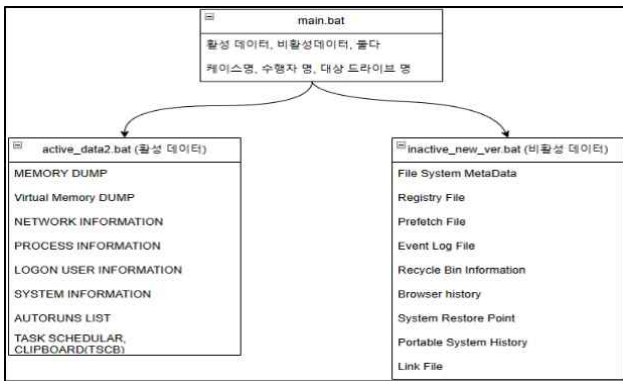 main.bat
활성 데이터, 비활성데이터, 둘다
케이스명, 수행자 명, 대상 드라이브 명
active_data2.bat (활성 데이터)
MEMORY DUMP
Virtual Memory DUMP
NETWORK INFORMATION
PROCESS INFORMATION
LOGON USER INFORMATION
SYSTEM INFORMATION
AUTORUNS LIST
TASK SCHEDULAR,
CLIPBOARD(TSCB)
inactive_new_ver.bat (비활성 데이터)
File System MetaData
Registry File
Prefetch File
Event Log File
Recycle Bin Information
Browser history
System Restore Point
Portable System History
Link File